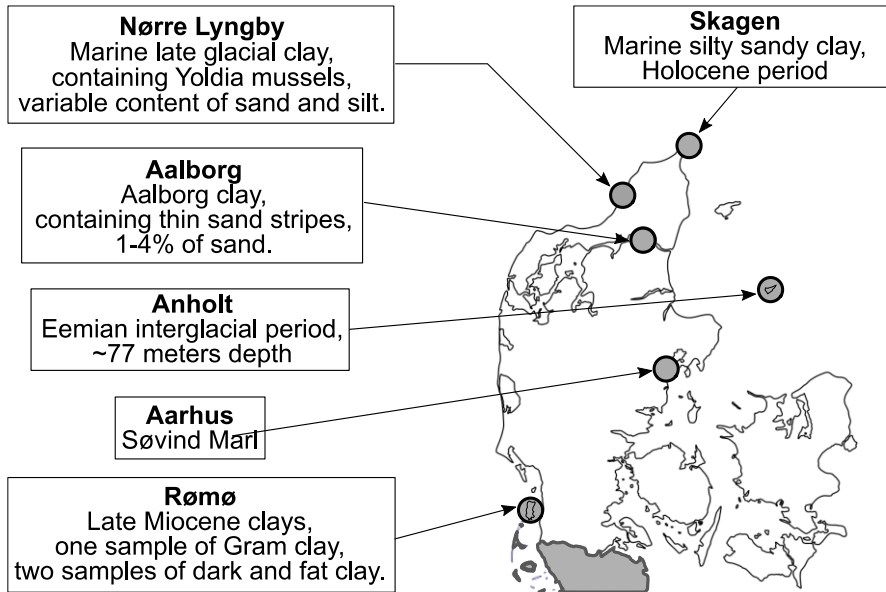 Nørre Lyngby
Marine late glacial clay,
containing Yoldia mussels,
variable content of sand and silt.
Skagen
Marine silty sandy clay,
Holocene period
Aalborg
Aalborg clay,
containing thin sand stripes,
1-4% of sand.
Anholt
Eemian interglacial period,
~77 meters depth
Aarhus
Søvind Marl
Rømø
Late Miocene clays,
one sample of Gram clay,
two samples of dark and fat clay.